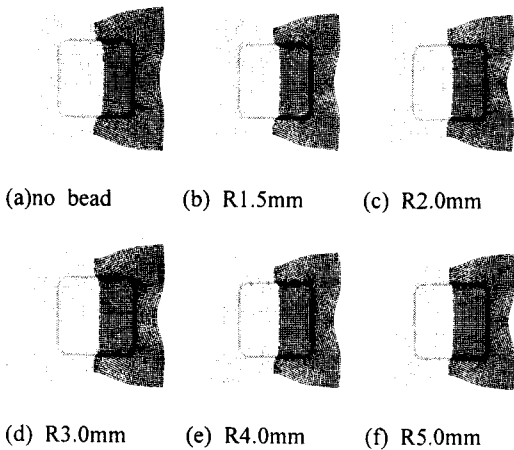 (a)no bead
(b) R1.5mm
(c) R2.0mm
(d) R3.0mm
(e) R4.0mm
(f) R5.0mm